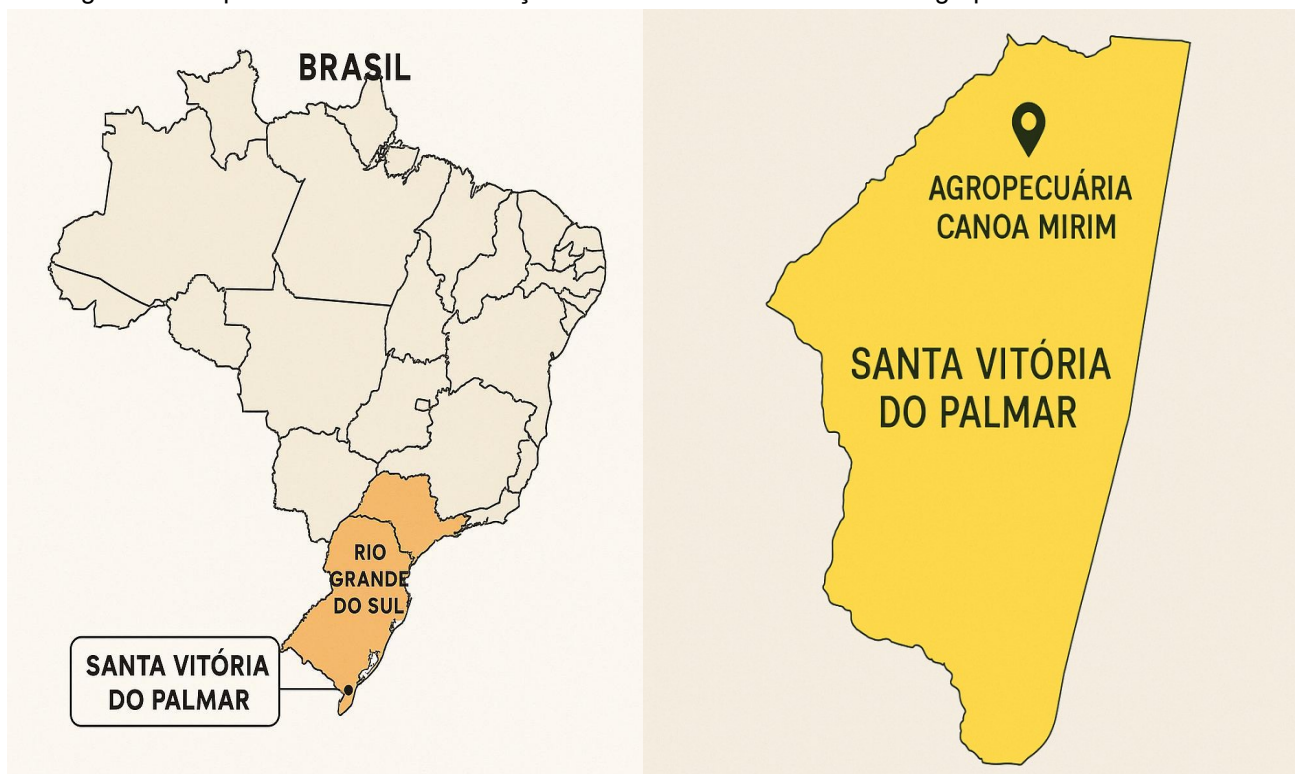 BRASIL
RIO
GRANDE
DO SUL
SANTA VITÓRIA
DO PALMAR
AGROPECUÁRIA
CANOA MIRIM
SANTA VITÓRIA
DO PALMAR